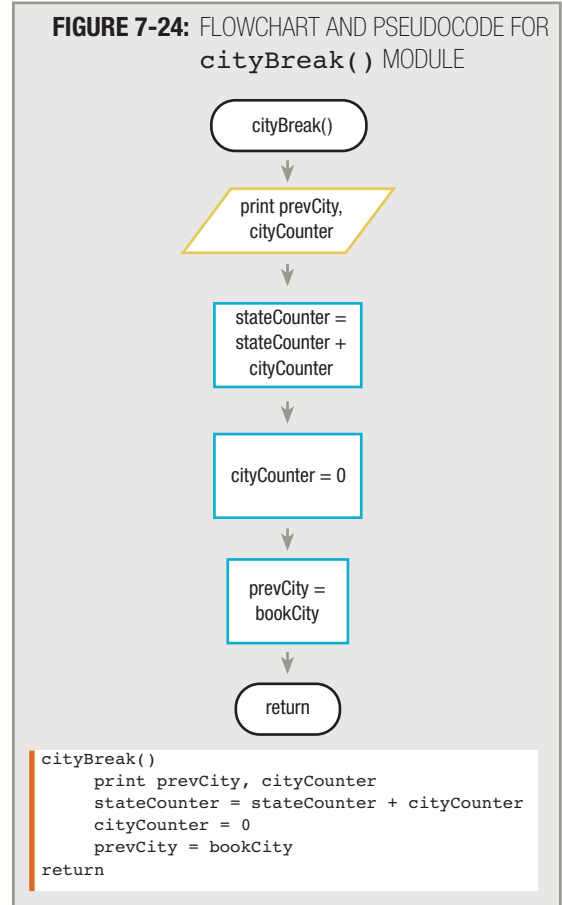 FIGURE 7-24: FLOWCHART AND PSEUDOCODE FOR
cityBreak() MODULE
cityBreak()
print prevCity,
cityCounter
stateCounter =
stateCounter +
cityCounter
cityCounter = 0
prevCity =
bookCity
return
cityBreak()
print prevCity, cityCounter
stateCounter = stateCounter + cityCounter
cityCounter = 0
prevCity = bookCity
return